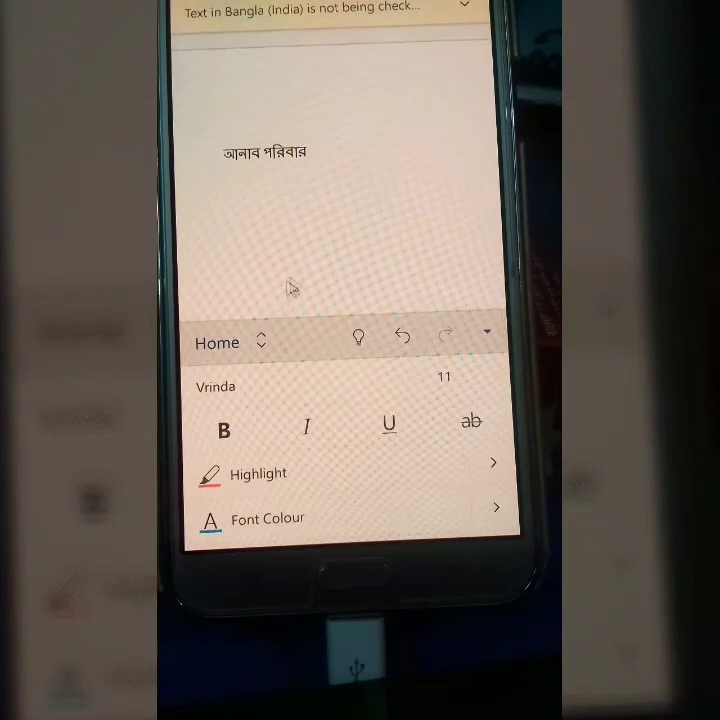 Text in Bangla (India) is not being check...
আনাব পরিবার
Home
Vrinda 11
B I U ab
Highlight
A Font Colour